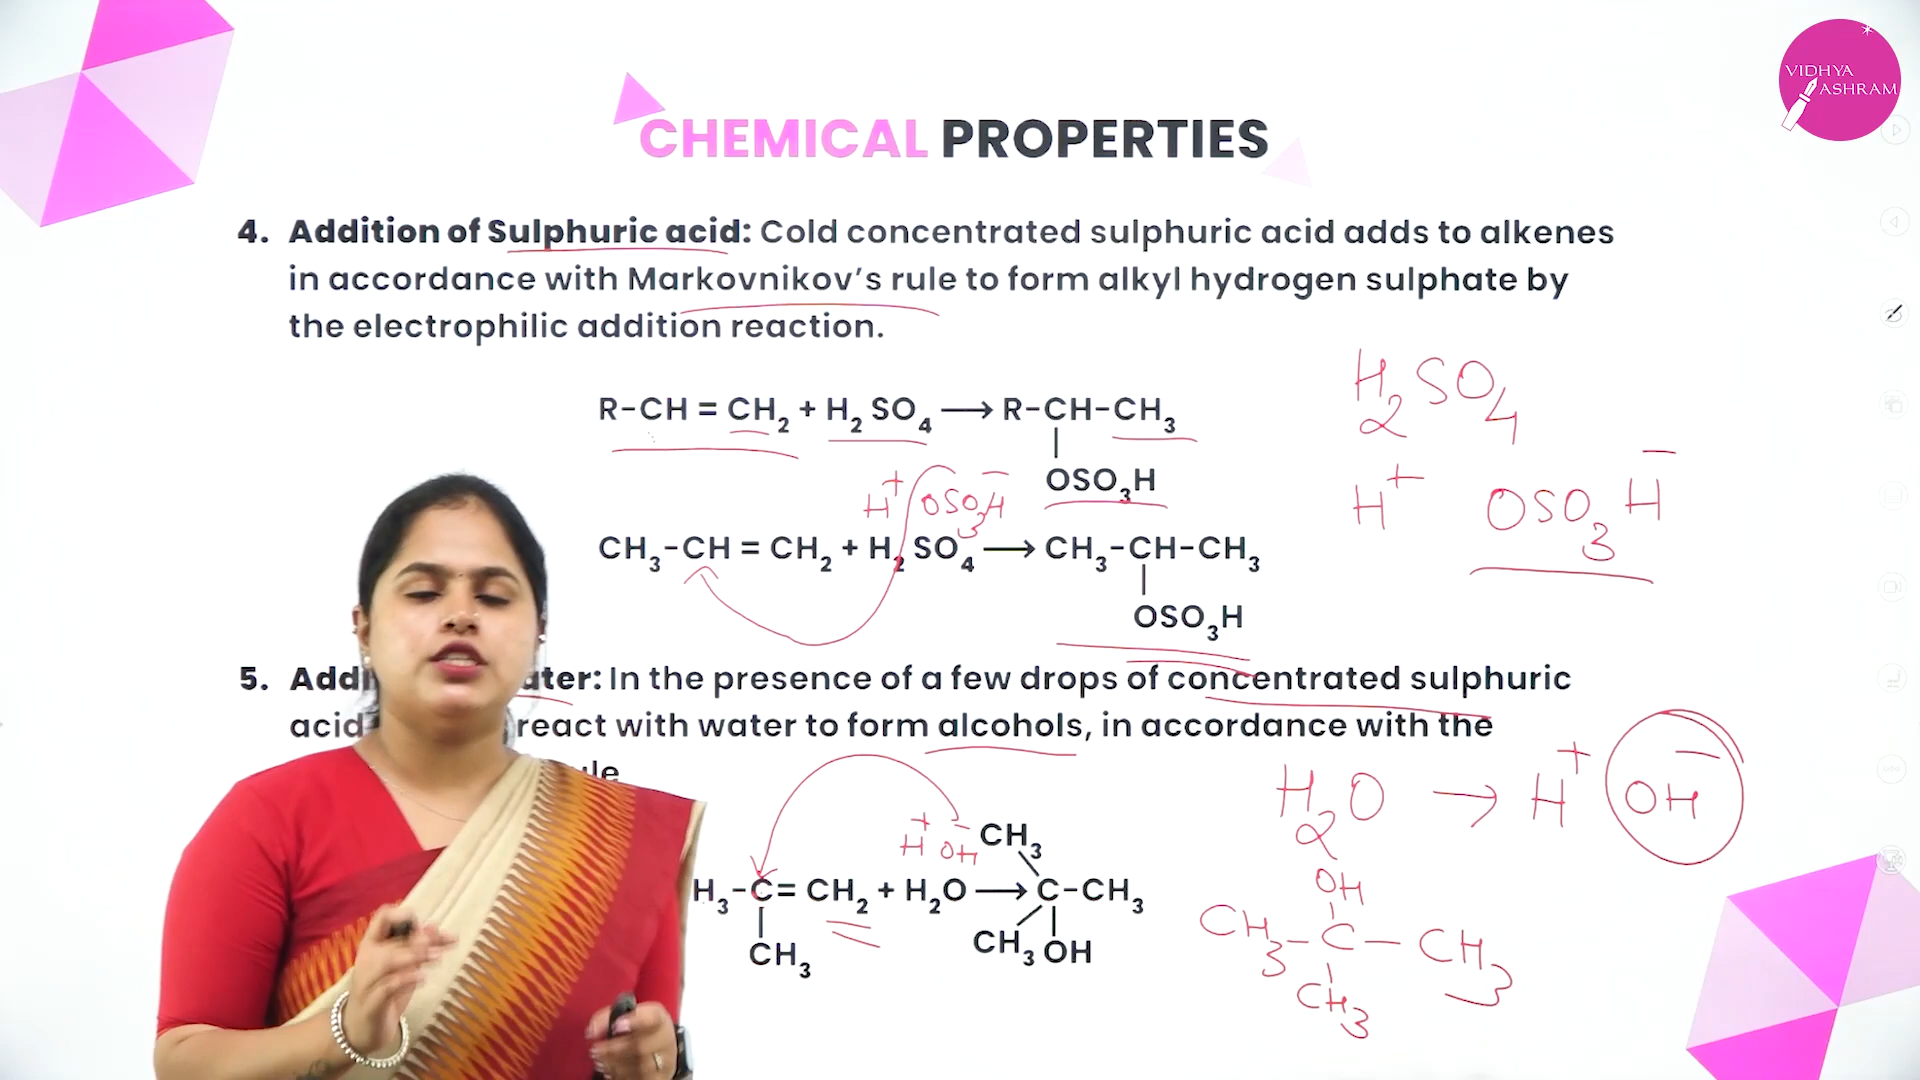 VIDHYA
ASHRAM
CHEMICAL PROPERTIES
4. Addition of Sulphuric acid: Cold concentrated sulphuric acid adds to alkenes
in accordance with Markovnikov's rule to form alkyl hydrogen sulphate by
the electrophilic addition reaction.
R-CH = CH₂ + H₂ SO₄ ⟶ R-CH-CH₃
|
OSO₃H
H₂SO₄
H⁺ OSO₃H⁻
H⁺ OSO₃H⁻
CH₃-CH = CH₂ + H₂ SO₄ ⟶ CH₃-CH-CH₃
|
OSO₃H
5. : In the presence of a few drops of concentrated sulphuric
acid react with water to form alcohols, in accordance with the
H₂O → H⁺ OH⁻
H⁺ OH⁻ CH₃
H₃-C= CH₂ + H₂O ⟶ C-CH₃
| |
CH₃ CH₃ OH
OH
CH₃-C-CH₃
CH₃